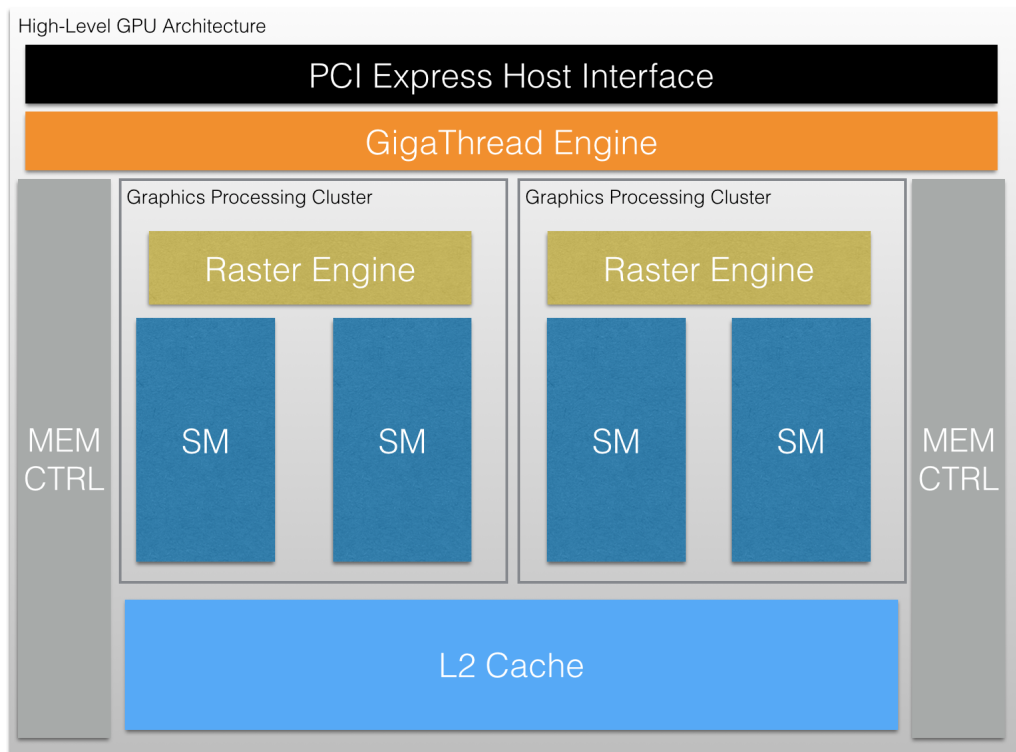 High-Level GPU Architecture
PCI Express Host Interface
GigaThread Engine
Graphics Processing Cluster
Graphics Processing Cluster
Raster Engine
Raster Engine
MEM
CTRL
SM
SM
SM
SM
MEM
CTRL
L2 Cache